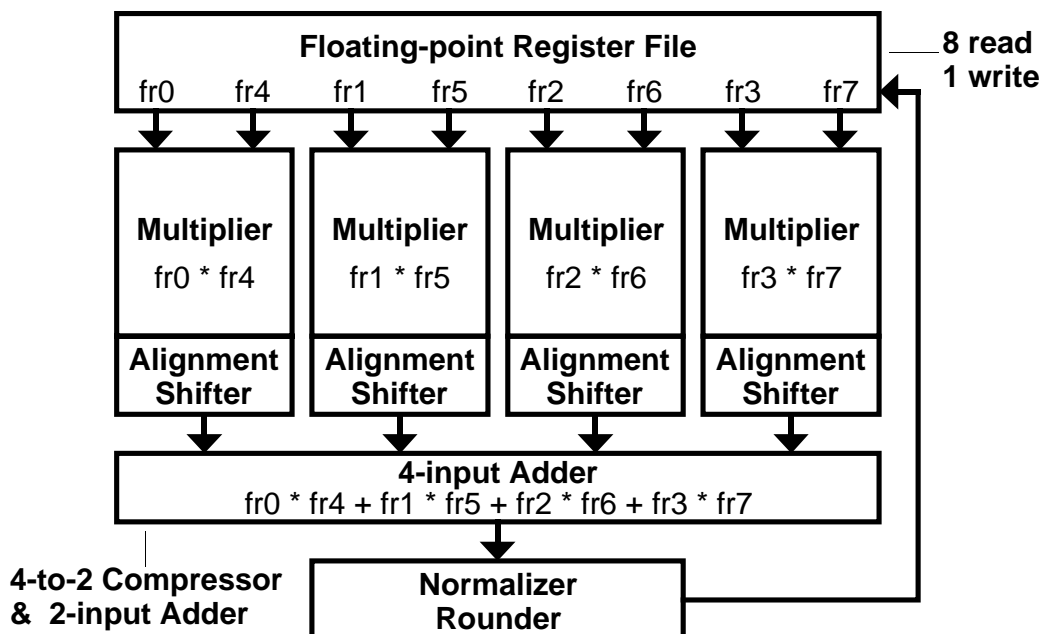 Floating-point Register File
8 read
1 write
fr0 fr4 fr1 fr5 fr2 fr6 fr3 fr7
Multiplier
fr0 * fr4
Multiplier
fr1 * fr5
Multiplier
fr2 * fr6
Multiplier
fr3 * fr7
Alignment
Shifter
Alignment
Shifter
Alignment
Shifter
Alignment
Shifter
4-input Adder
fr0 * fr4 + fr1 * fr5 + fr2 * fr6 + fr3 * fr7
4-to-2 Compressor
& 2-input Adder
Normalizer
Rounder